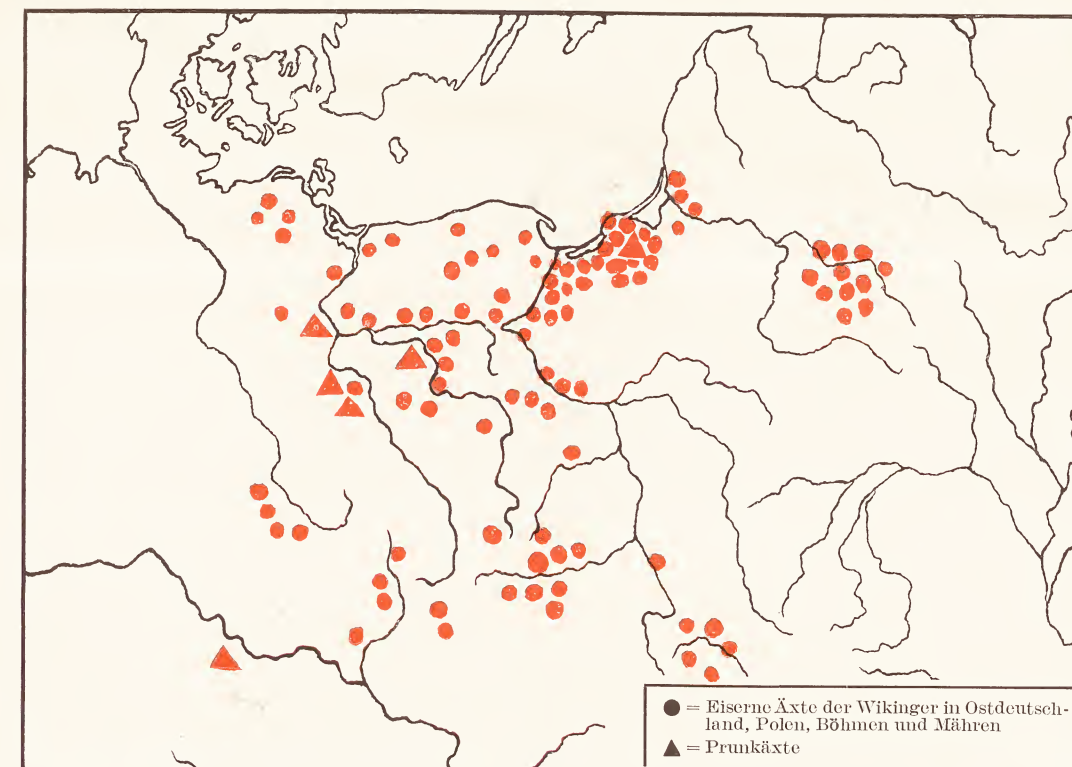 ● = Eiserne Äxte der Wikinger in Ostdeutsch-
land, Polen, Böhmen und Mähren
▲ = Prunkäxte